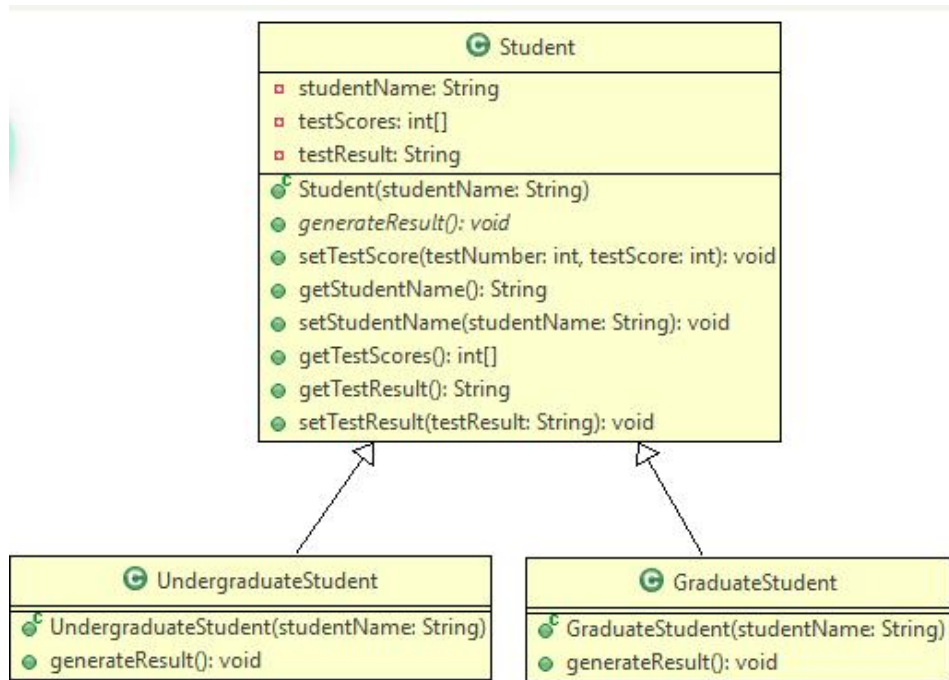 Student
studentName: String
testScores: int[]
testResult: String
Student(studentName: String)
generateResult(): void
setTestScore(testNumber: int, testScore: int): void
getStudentName(): String
setStudentName(studentName: String): void
getTestScores(): int[]
getTestResult(): String
setTestResult(testResult: String): void
UndergraduateStudent
UndergraduateStudent(studentName: String)
generateResult(): void
GraduateStudent
GraduateStudent(studentName: String)
generateResult(): void